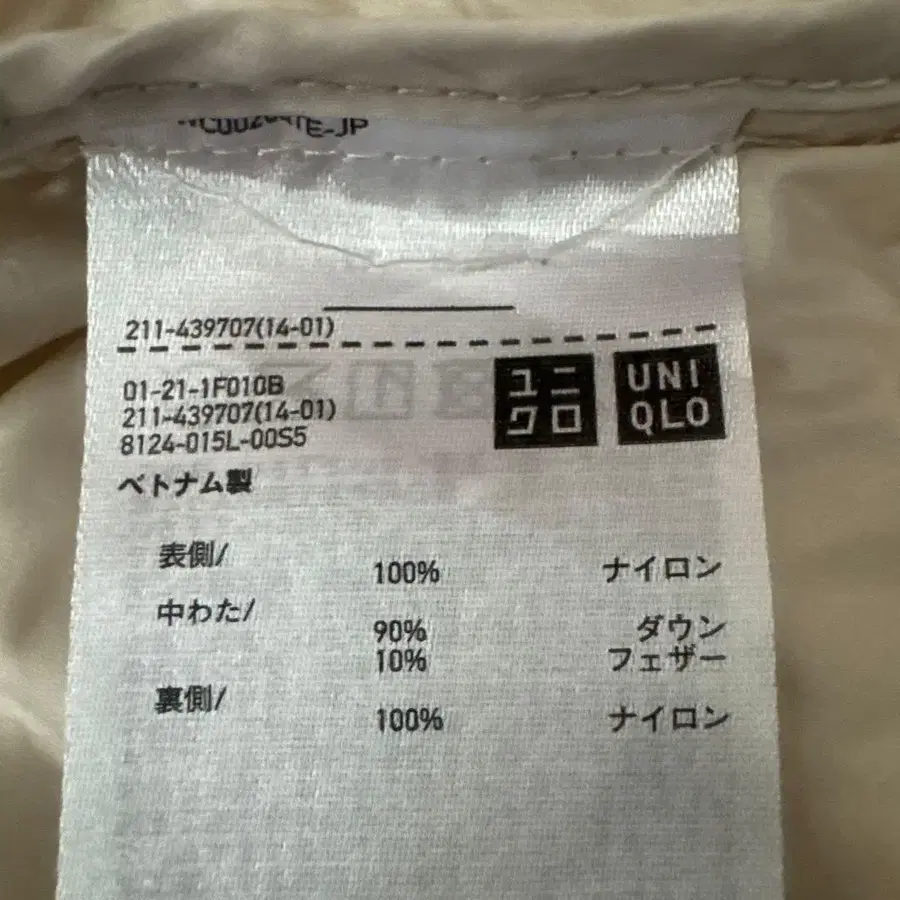 E-JP
211-439707(14-01)
01-21-1F010B
211-439707(14-01)
8124-015L-00S5
ユニ
クロ
UNI
QLO
ベトナム製
表側/
100% ナイロン
中わた/
90% ダウン
10% フェザー
裏側/
100% ナイロン